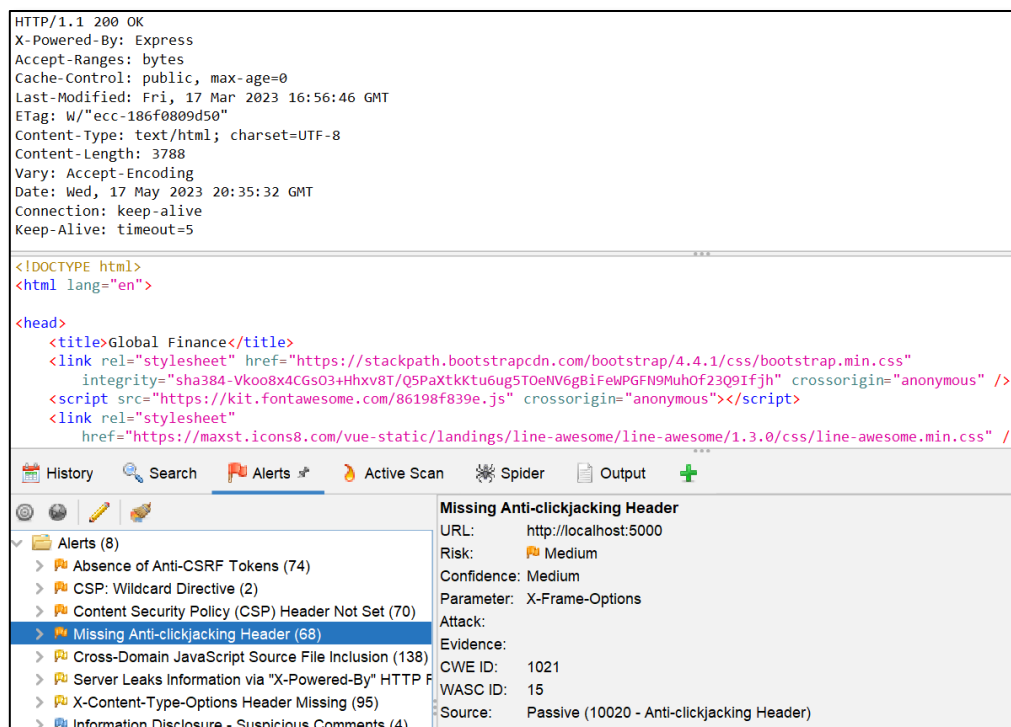 HTTP/1.1 200 OK
X-Powered-By: Express
Accept-Ranges: bytes
Cache-Control: public, max-age=0
Last-Modified: Fri, 17 Mar 2023 16:56:46 GMT
ETag: W/"ecc-186f0809d50"
Content-Type: text/html; charset=UTF-8
Content-Length: 3788
Vary: Accept-Encoding
Date: Wed, 17 May 2023 20:35:32 GMT
Connection: keep-alive
Keep-Alive: timeout=5
<!DOCTYPE html>
<html lang="en">
<head>
<title>Global Finance</title>
<link rel="stylesheet" href="https://stackpath.bootstrapcdn.com/bootstrap/4.4.1/css/bootstrap.min.css"
integrity="sha384-Vkoo8x4CGsO3+Hhxv8T/Q5PaXtkKtu6ug5TOeNV6gBiFeWPGFN9MuhOf23Q9Ifjh" crossorigin="anonymous" />
<script src="https://kit.fontawesome.com/86198f839e.js" crossorigin="anonymous"></script>
<link rel="stylesheet"
href="https://maxst.icons8.com/vue-static/landings/line-awesome/line-awesome/1.3.0/css/line-awesome.min.css" /
History Search Alerts Active Scan Spider Output
Alerts (8)
Absence of Anti-CSRF Tokens (74)
CSP: Wildcard Directive (2)
Content Security Policy (CSP) Header Not Set (70)
Missing Anti-clickjacking Header (68)
Cross-Domain JavaScript Source File Inclusion (138)
Server Leaks Information via "X-Powered-By" HTTP F
X-Content-Type-Options Header Missing (95)
Information Disclosure - Suspicious Comments (4)
Missing Anti-clickjacking Header
URL: http://localhost:5000
Risk: Medium
Confidence: Medium
Parameter: X-Frame-Options
Attack:
Evidence:
CWE ID: 1021
WASC ID: 15
Source: Passive (10020 - Anti-clickjacking Header)